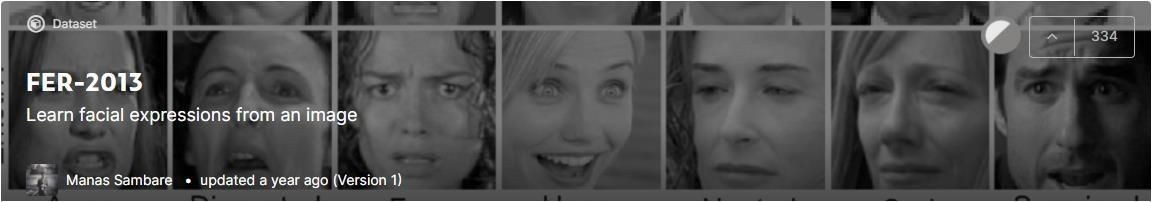 Dataset
334
FER-2013
Learn facial expressions from an image
Manas Sambare • updated a year ago (Version 1)